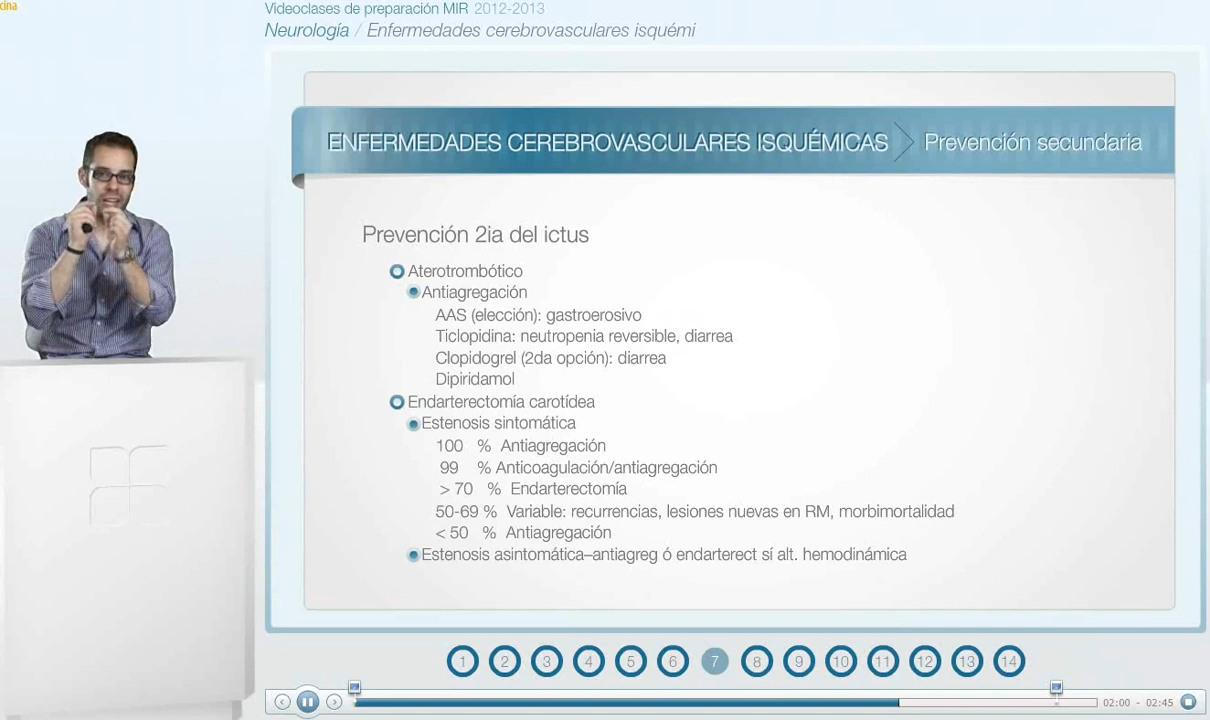 cina
Videoclases de preparación MIR 2012-2013
Neurología / Enfermedades cerebrovasculares isquémi
ENFERMEDADES CEREBROVASCULARES ISQUÉMICAS > Prevención secundaria
Prevención 2ia del ictus
Aterotrombótico
Antiagregación
AAS (elección): gastroerosivo
Ticlopidina: neutropenia reversible, diarrea
Clopidogrel (2da opción): diarrea
Dipiridamol
Endarterectomía carotídea
Estenosis sintomática
100 % Antiagregación
99 % Anticoagulación/antiagregación
> 70 % Endarterectomía
50-69 % Variable: recurrencias, lesiones nuevas en RM, morbimortalidad
< 50 % Antiagregación
Estenosis asintomática–antiagreg ó endarterect sí alt. hemodinámica
1 2 3 4 5 6 7 8 9 10 11 12 13 14
02:00 - 02:45